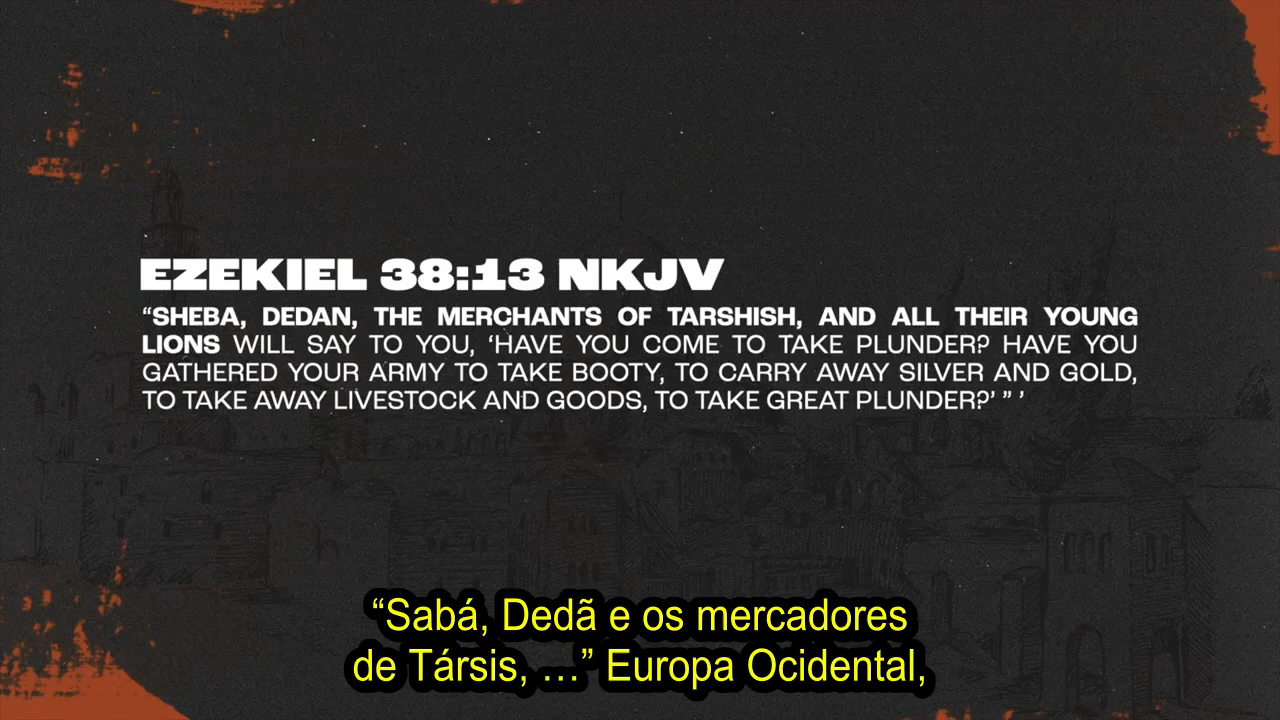 EZEKIEL 38:13 NKJV
“SHEBA, DEDAN, THE MERCHANTS OF TARSHISH, AND ALL THEIR YOUNG
LIONS WILL SAY TO YOU, ‘HAVE YOU COME TO TAKE PLUNDER? HAVE YOU
GATHERED YOUR ARMY TO TAKE BOOTY, TO CARRY AWAY SILVER AND GOLD,
TO TAKE AWAY LIVESTOCK AND GOODS, TO TAKE GREAT PLUNDER?’ ” ’
“Sabá, Dedã e os mercadores
de Társis, …” Europa Ocidental,